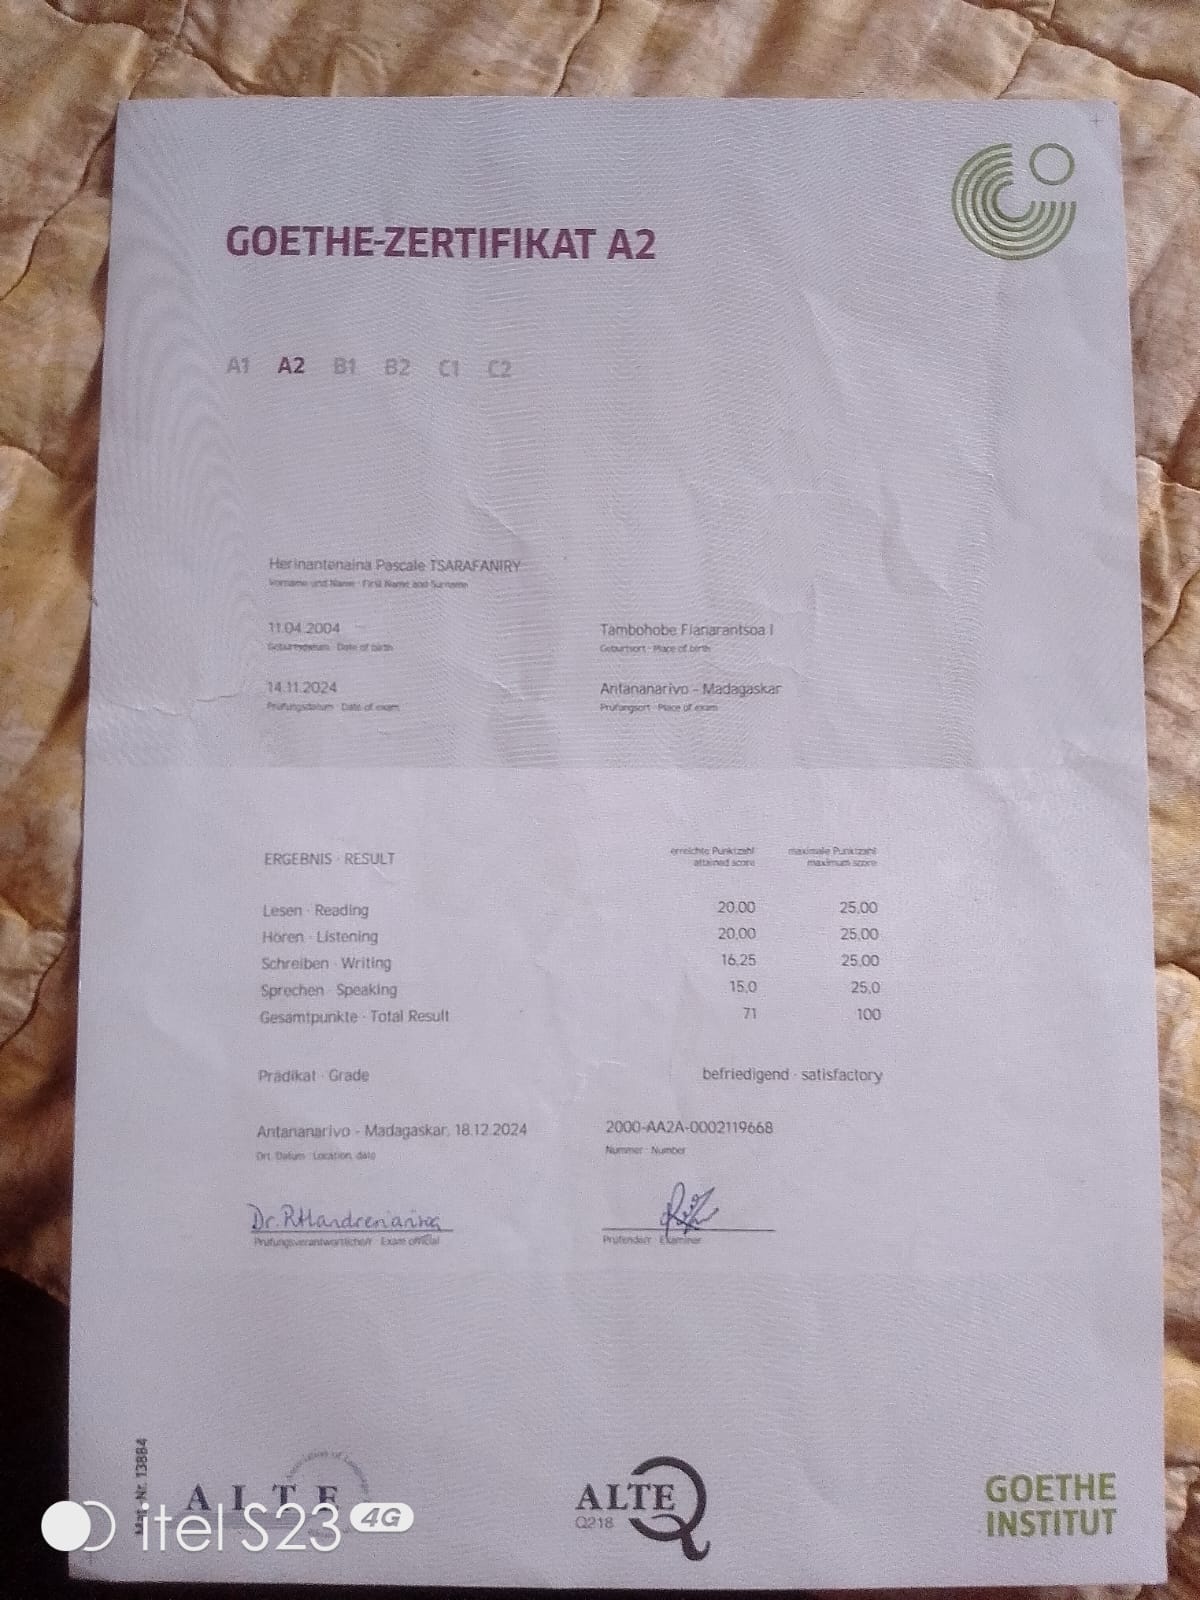 GOETHE-ZERTIFIKAT A2
A1 A2 B1 B2 C1 C2
Herinantenaina Pascale TSARAFANIRY
Vorname und Name · First Name and Surname
11.04.2004
Tambohobe Fianarantsoa I
Geburtsdatum · Date of birth
Geburtsort · Place of birth
14.11.2024
Antananarivo - Madagaskar
Prüfungsdatum · Date of exam
Prüfungsort · Place of exam
ERGEBNIS · RESULT
erreichte Punktzahl
attained score
maximale Punktzahl
maximum score
Lesen · Reading 20,00 25,00
Hören · Listening 20,00 25,00
Schreiben · Writing 16,25 25,00
Sprechen · Speaking 15,0 25,0
Gesamtpunkte · Total Result 71 100
Prädikat · Grade befriedigend · satisfactory
Antananarivo - Madagaskar, 18.12.2024
2000-AA2A-0002119668
Ort, Datum · Location, date
Nummer · Number
Dr.
Prüfungsverantwortliche/r · Exam official
Prüfende/r · Examiner
Mat.-Nr. 13884
ALTE
ALTE
Q218
GOETHE
INSTITUT
itel S23 4G